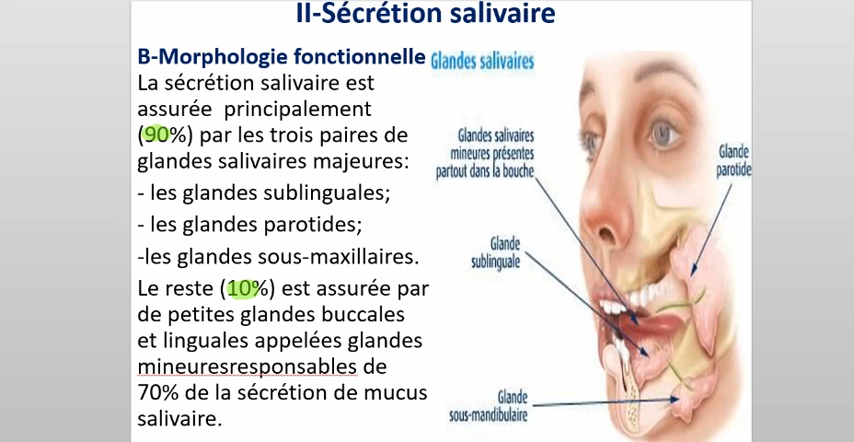 II-Sécrétion salivaire
B-Morphologie fonctionnelle
La sécrétion salivaire est
assurée principalement
(90%) par les trois paires de
glandes salivaires majeures:
- les glandes sublinguales;
- les glandes parotides;
-les glandes sous-maxillaires.
Le reste (10%) est assurée par
de petites glandes buccales
et linguales appelées glandes
mineuresresponsables de
70% de la sécrétion de mucus
salivaire.
Glandes salivaires
Glandes salivaires
mineures présentes
partout dans la bouche
Glande
parotide
Glande
sublinguale
Glande
sous-mandibulaire